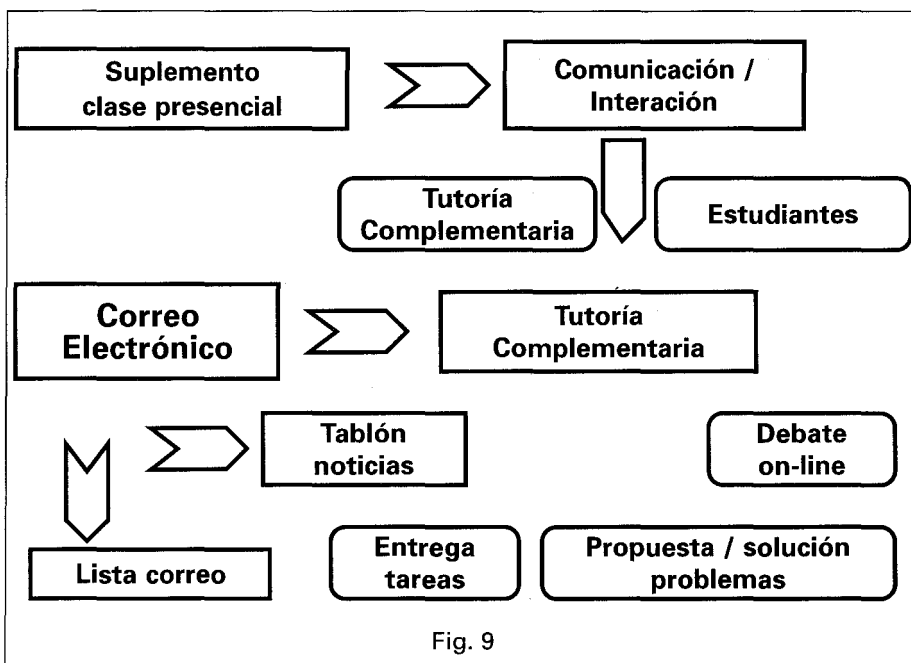 Suplemento
clase presencial
Comunicación /
Interación
Tutoría
Complementaria
Estudiantes
Correo
Electrónico
Tutoría
Complementaria
Tablón
noticias
Debate
on-line
Lista correo
Entrega
tareas
Propuesta / solución
problemas
Fig. 9